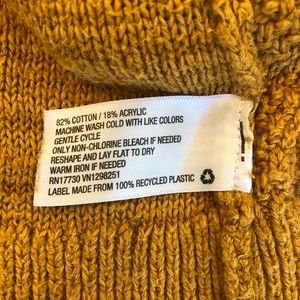 82% COTTON / 18% ACRYLIC
MACHINE WASH COLD WITH LIKE COLORS
GENTLE CYCLE
ONLY NON-CHLORINE BLEACH IF NEEDED
RESHAPE AND LAY FLAT TO DRY
WARM IRON IF NEEDED
RN17730 VN1298251
LABEL MADE FROM 100% RECYCLED PLASTIC